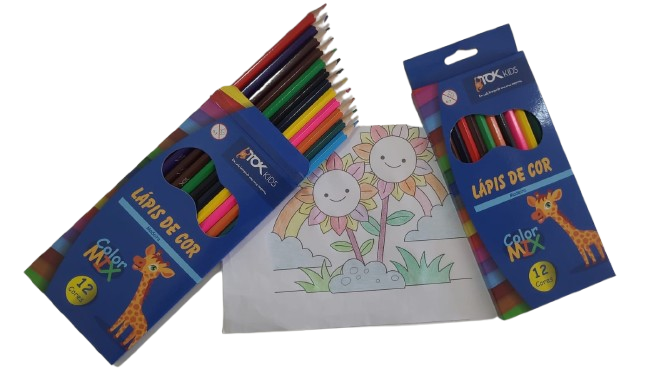 TOK KIDS
LÁPIS DE COR
Color
MIX
12
Cores
TOK KIDS
LÁPIS DE COR
Color
MIX
12
Cores